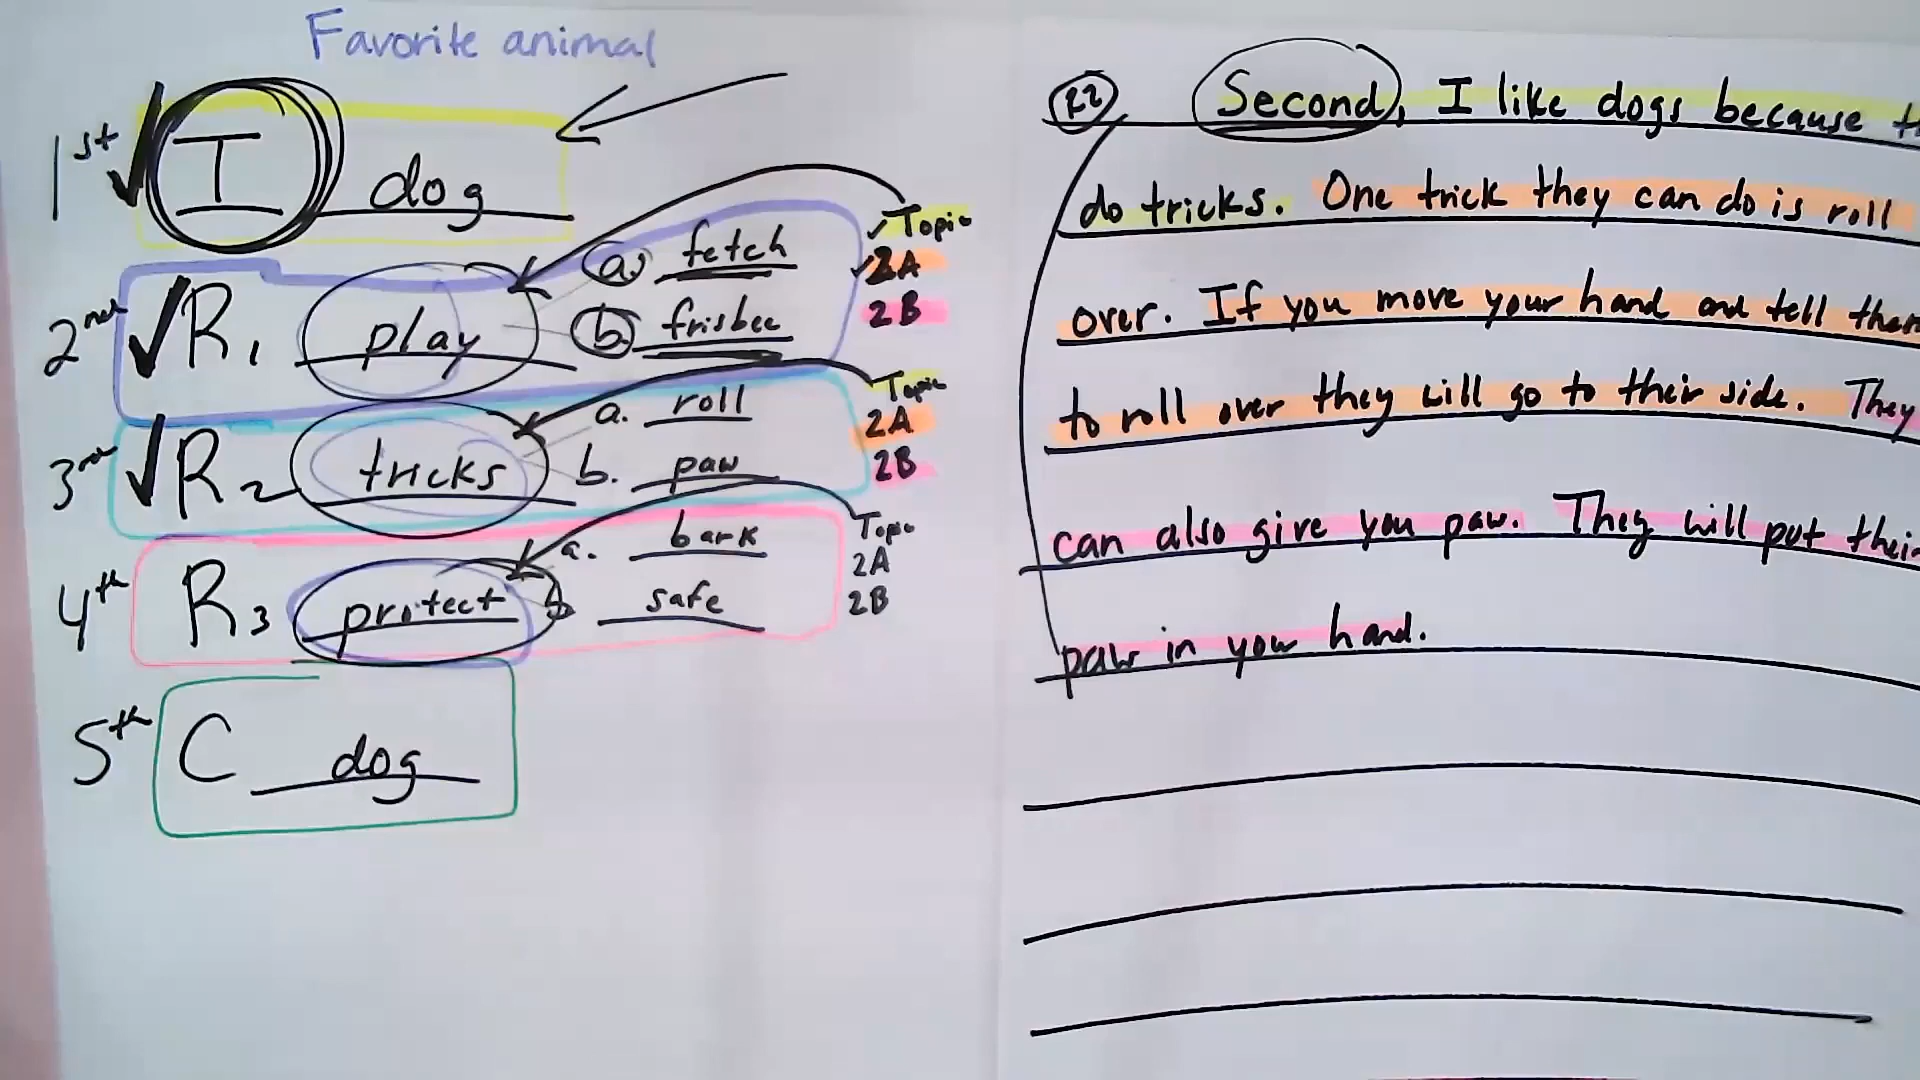 Favorite animal
1st I dog
2nd R1 play a. fetch
b. frisbee
Topic
2A
2B
3rd R2 tricks a. roll
b. paw
Topic
2A
2B
4th R3 protect a. bark
b safe
Topic
2A
2B
5th C dog
R2 Second, I like dogs because
do tricks. One trick they can do is roll
over. If you move your hand and tell them
to roll over they will go to their side. They
can also give you paw. They will put their
paw in your hand.